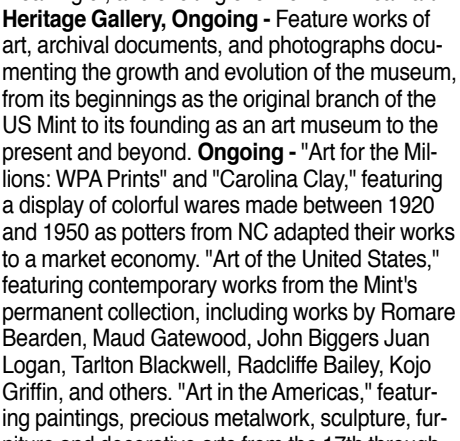 Heritage Gallery, Ongoing - Feature works of
art, archival documents, and photographs docu-
menting the growth and evolution of the museum,
from its beginnings as the original branch of the
US Mint to its founding as an art museum to the
present and beyond. Ongoing - "Art for the Mil-
lions: WPA Prints" and "Carolina Clay," featuring
a display of colorful wares made between 1920
and 1950 as potters from NC adapted their works
to a market economy. "Art of the United States,"
featuring contemporary works from the Mint's
permanent collection, including works by Romare
Bearden, Maud Gatewood, John Biggers Juan
Logan, Tarlton Blackwell, Radcliffe Bailey, Kojo
Griffin, and others. "Art in the Americas," featur-
ing paintings, precious metalwork, sculpture, fur-
niture and decorative arts from the 17th through